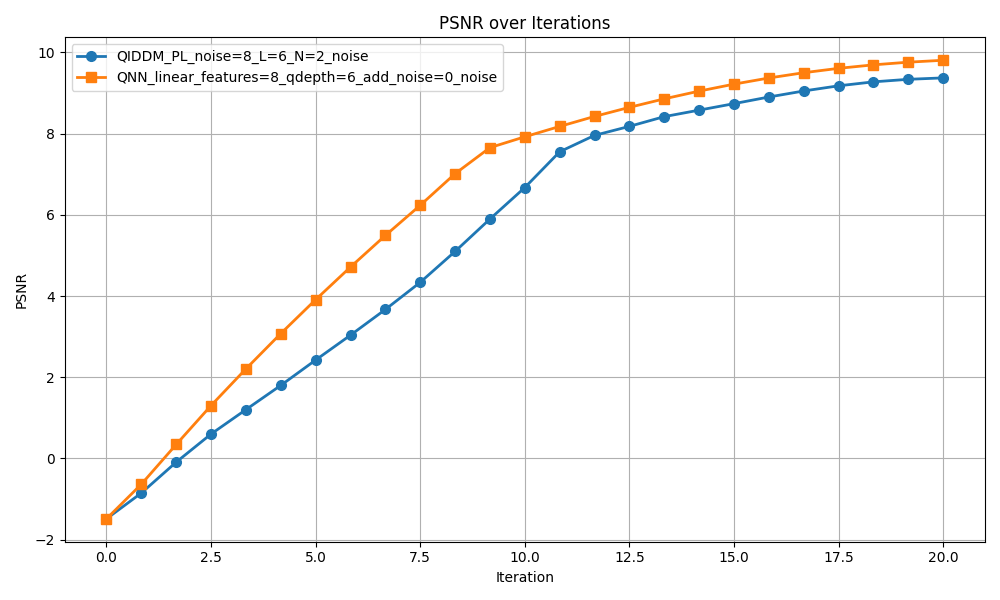 PSNR over Iterations
QIDDM_PL_noise=8_L=6_N=2_noise
QNN_linear_features=8_qdepth=6_add_noise=0_noise
10
8
6
4
2
0
−2
PSNR
0.0 2.5 5.0 7.5 10.0 12.5 15.0 17.5 20.0
Iteration